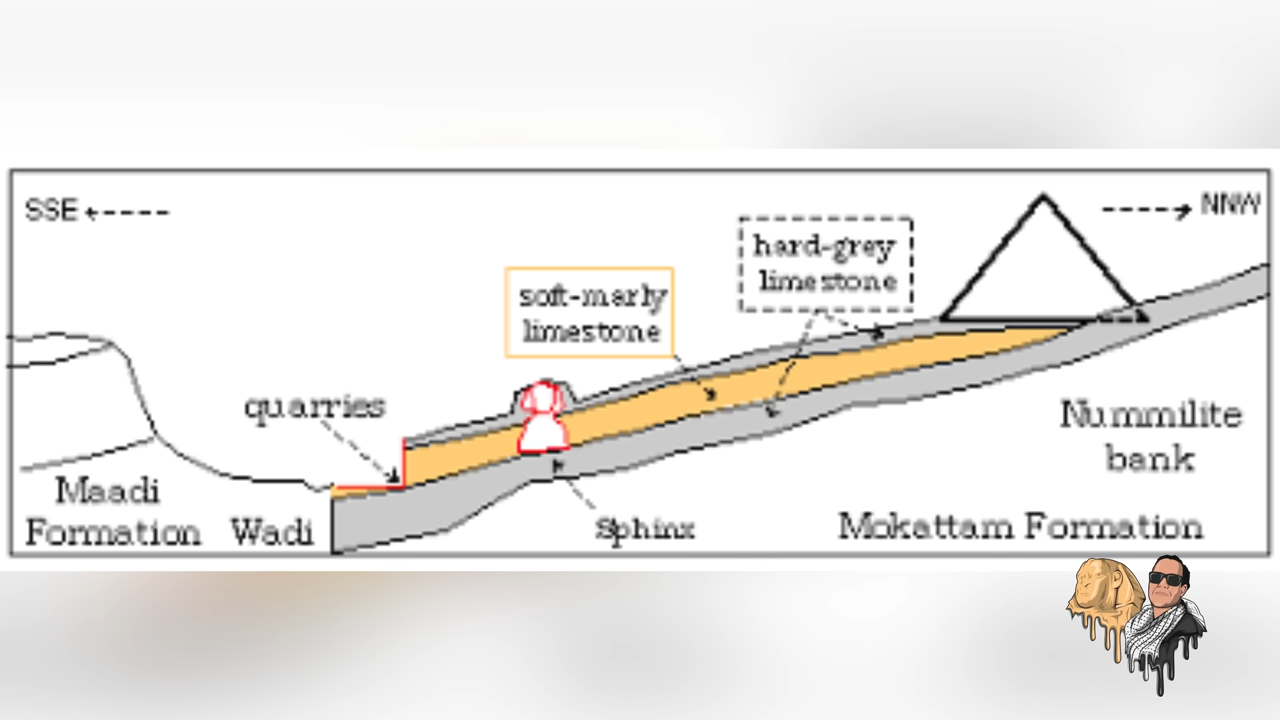 SSE
NNW
hard-grey
limestone
soft-marly
limestone
quarries
Nummilite
bank
Maadi
Formation
Wadi
Sphinx
Mokattam Formation